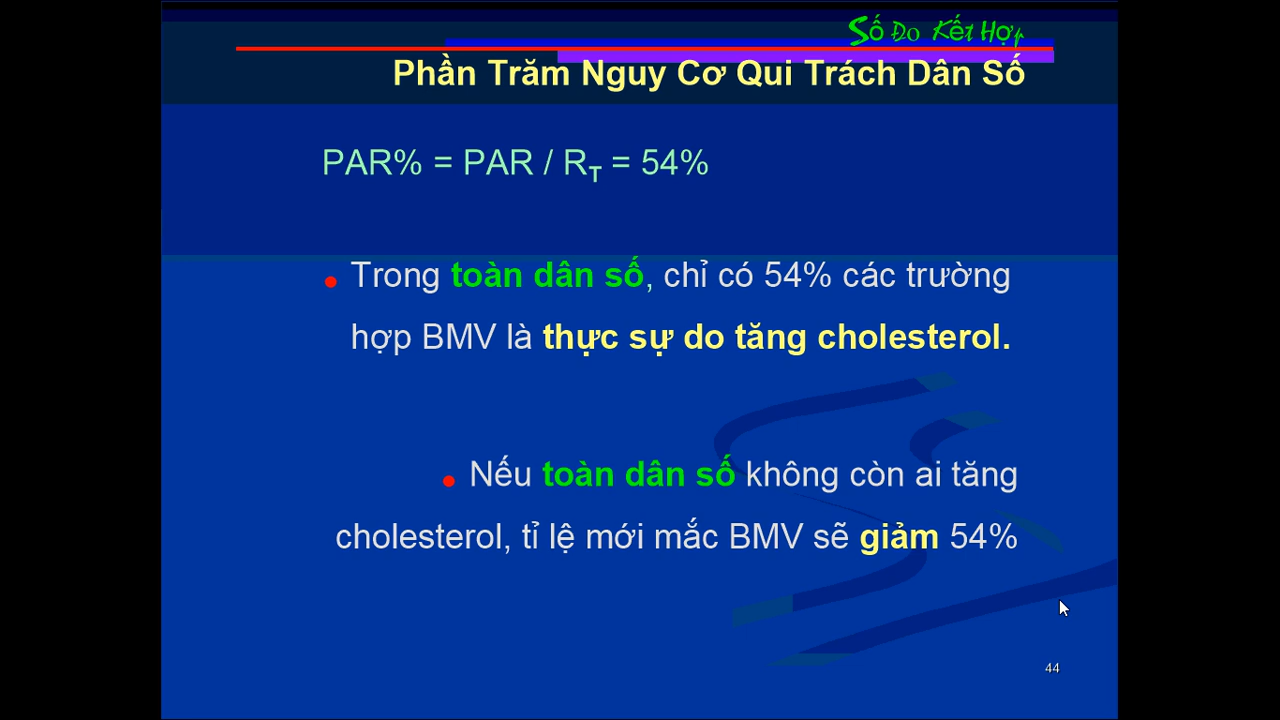 Số Đo Kết Hợp
Phần Trăm Nguy Cơ Qui Trách Dân Số
PAR% = PAR / RT = 54%
• Trong toàn dân số, chỉ có 54% các trường
hợp BMV là thực sự do tăng cholesterol.
• Nếu toàn dân số không còn ai tăng
cholesterol, tỉ lệ mới mắc BMV sẽ giảm 54%
44